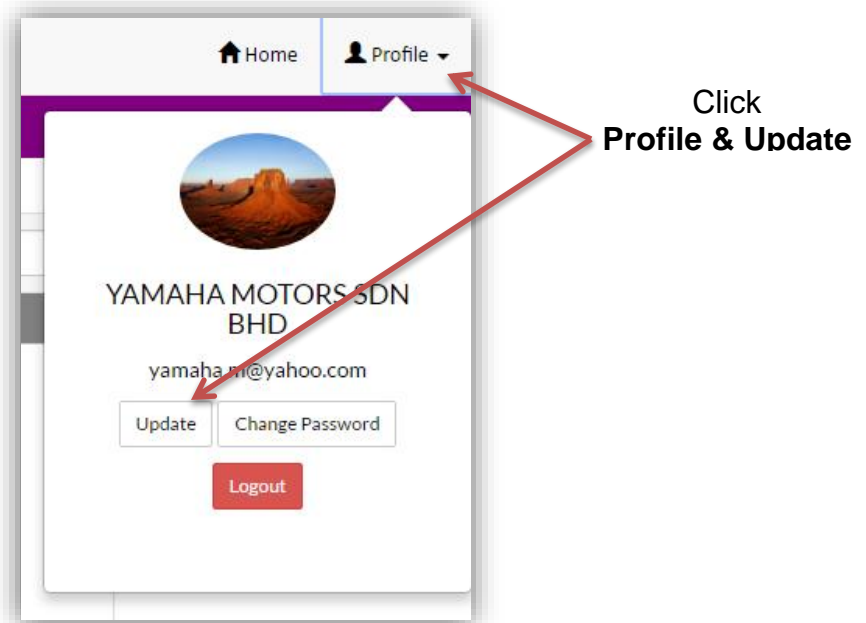 Home Profile
Click
Profile & Update
YAMAHA MOTORS SDN
BHD
yamaha.m@yahoo.com
Update Change Password
Logout